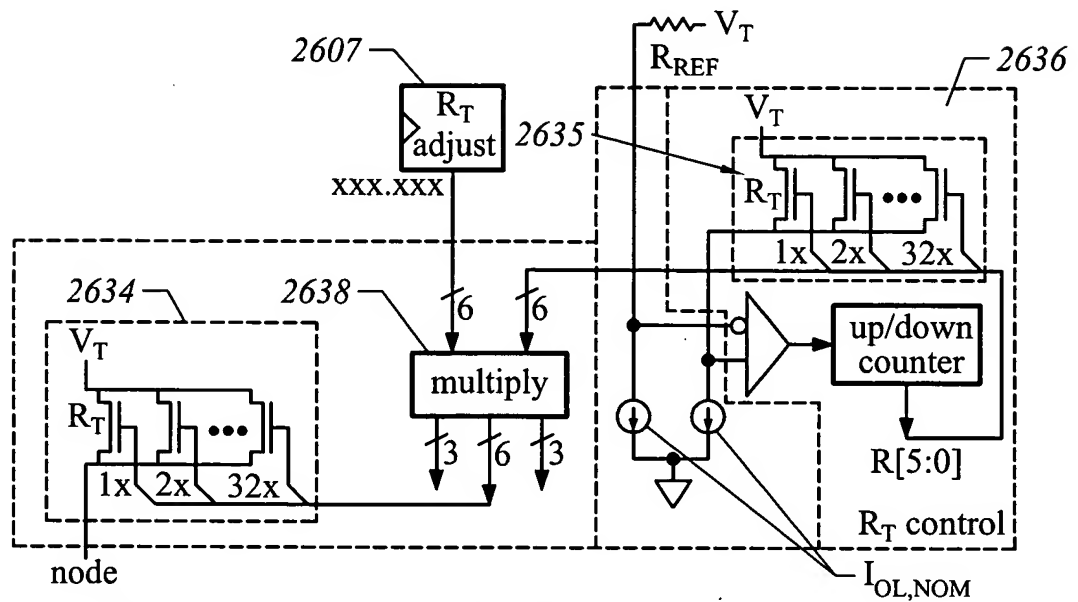 2607
R_T
adjust
xxx.xxx
V_T
R_REF
2636
2635
V_T
R_T
1x 2x 32x
2634
2638
6 6
V_T
R_T
multiply
up/down
counter
3 6 3
1x 2x 32x
R[5:0]
R_T control
node
I_OL,NOM